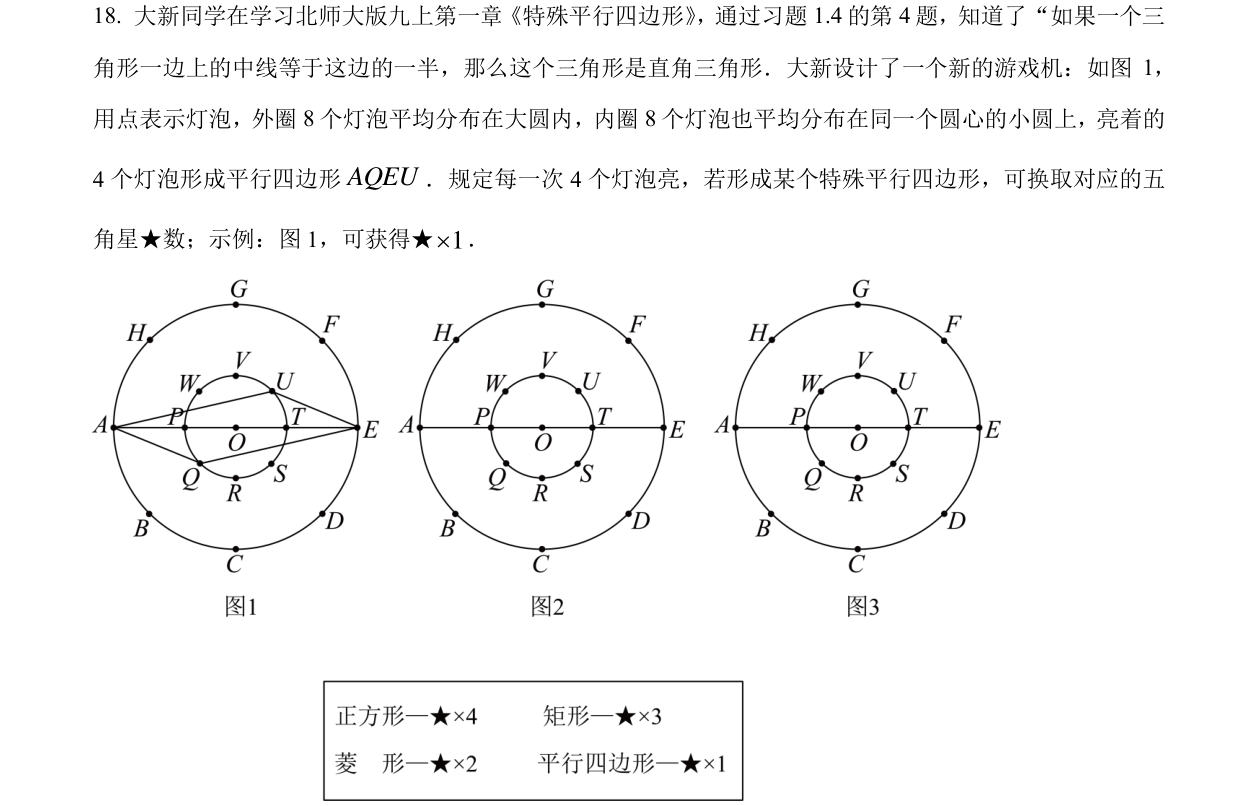 18. 大新同学在学习北师大版九上第一章《特殊平行四边形》，通过习题 1.4 的第 4 题，知道了“如果一个三
角形一边上的中线等于这边的一半，那么这个三角形是直角三角形．大新设计了一个新的游戏机：如图 1，
用点表示灯泡，外圈 8 个灯泡平均分布在大圆内，内圈 8 个灯泡也平均分布在同一个圆心的小圆上，亮着的
4 个灯泡形成平行四边形 AQEU ．规定每一次 4 个灯泡亮，若形成某个特殊平行四边形，可换取对应的五
角星★数；示例：图 1，可获得★×1．
G
H F
V
W U
A P T E
O
Q S
R
B D
C
图1
G
H F
V
W U
A P T E
O
Q S
R
B D
C
图2
G
H F
V
W U
A P T E
O
Q S
R
B D
C
图3
正方形—★×4 矩形—★×3
菱 形—★×2 平行四边形—★×1